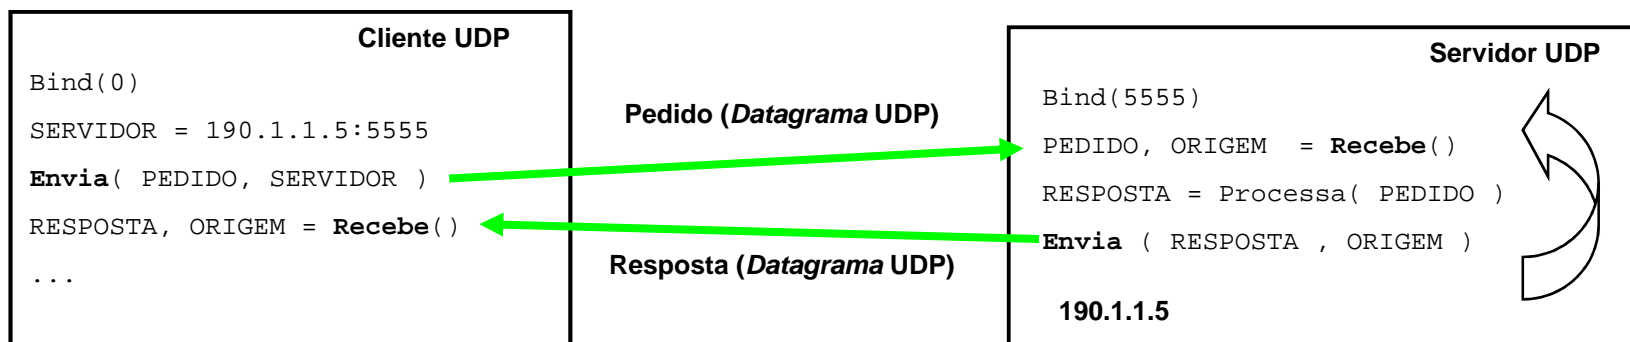 Cliente UDP
Bind(0)
SERVIDOR = 190.1.1.5:5555
Envia( PEDIDO, SERVIDOR )
RESPOSTA, ORIGEM = Recebe()
...
Pedido (Datagrama UDP)
Resposta (Datagrama UDP)
Servidor UDP
Bind(5555)
PEDIDO, ORIGEM  = Recebe()
RESPOSTA = Processa( PEDIDO )
Envia ( RESPOSTA , ORIGEM )
190.1.1.5